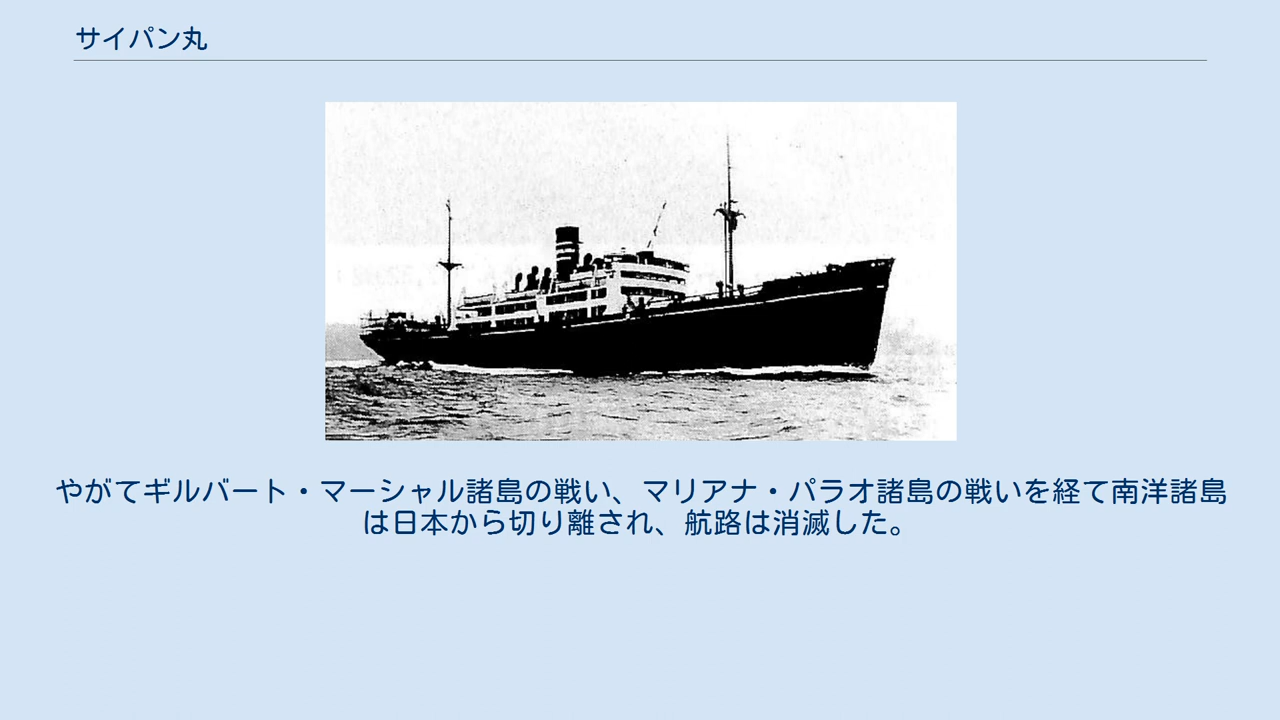 サイパン丸
やがてギルバート・マーシャル諸島の戦い、マリアナ・パラオ諸島の戦いを経て南洋諸島
は日本から切り離され、航路は消滅した。